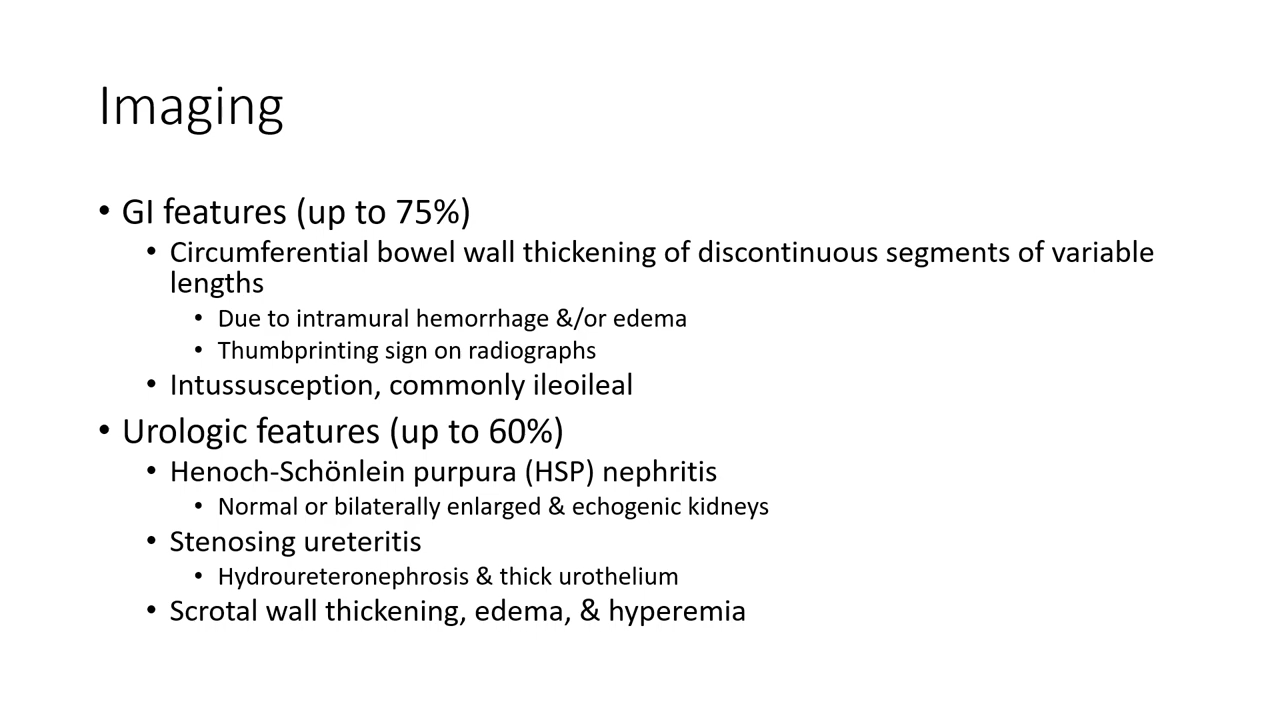 Imaging
• GI features (up to 75%)
• Circumferential bowel wall thickening of discontinuous segments of variable
lengths
• Due to intramural hemorrhage &/or edema
• Thumbprinting sign on radiographs
• Intussusception, commonly ileoileal
• Urologic features (up to 60%)
• Henoch-Schönlein purpura (HSP) nephritis
• Normal or bilaterally enlarged & echogenic kidneys
• Stenosing ureteritis
• Hydroureteronephrosis & thick urothelium
• Scrotal wall thickening, edema, & hyperemia